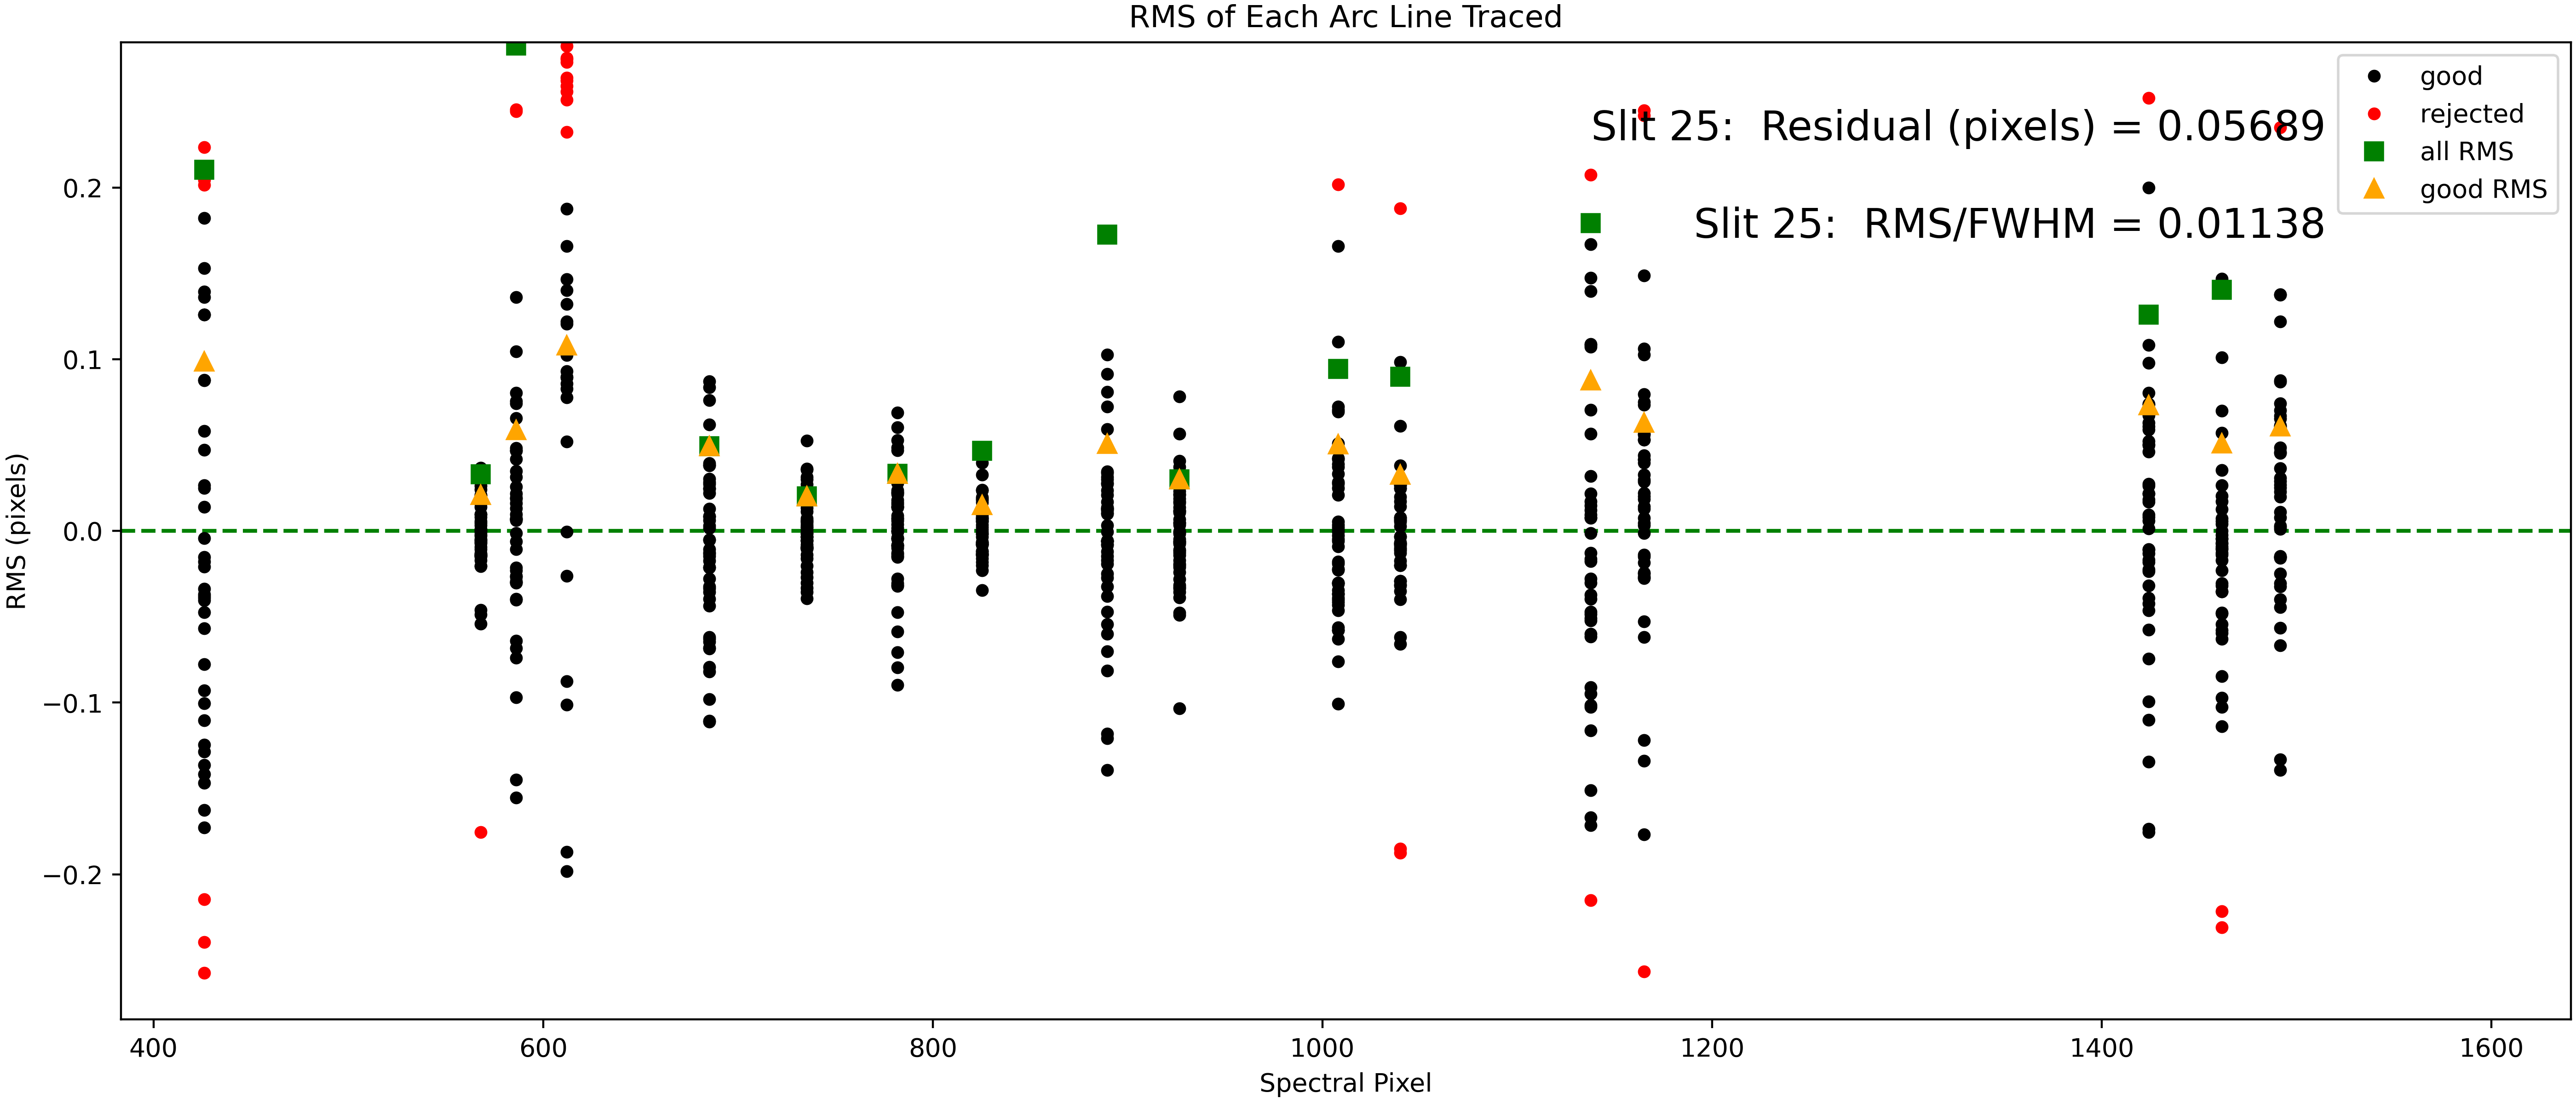 RMS of Each Arc Line Traced
good
rejected
all RMS
good RMS
Slit 25:  Residual (pixels) = 0.05689
Slit 25:  RMS/FWHM = 0.01138
RMS (pixels)
0.2
0.1
0.0
−0.1
−0.2
400 600 800 1000 1200 1400 1600
Spectral Pixel